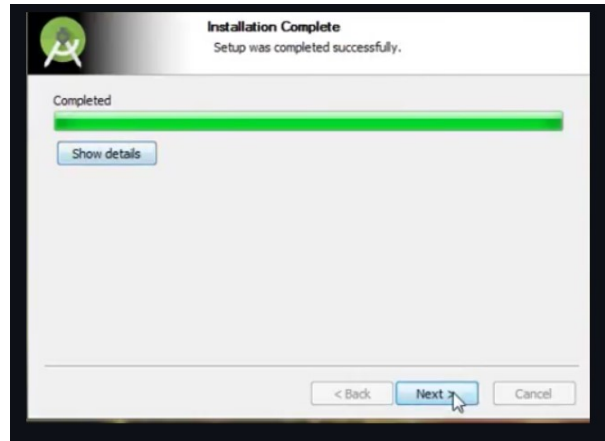 Installation Complete
Setup was completed successfully.
Completed
Show details
< Back Next > Cancel